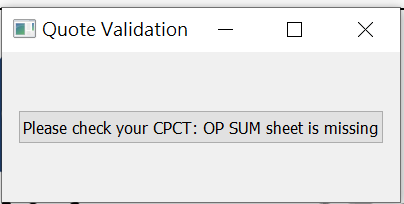 Quote Validation
Please check your CPCT: OP SUM sheet is missing